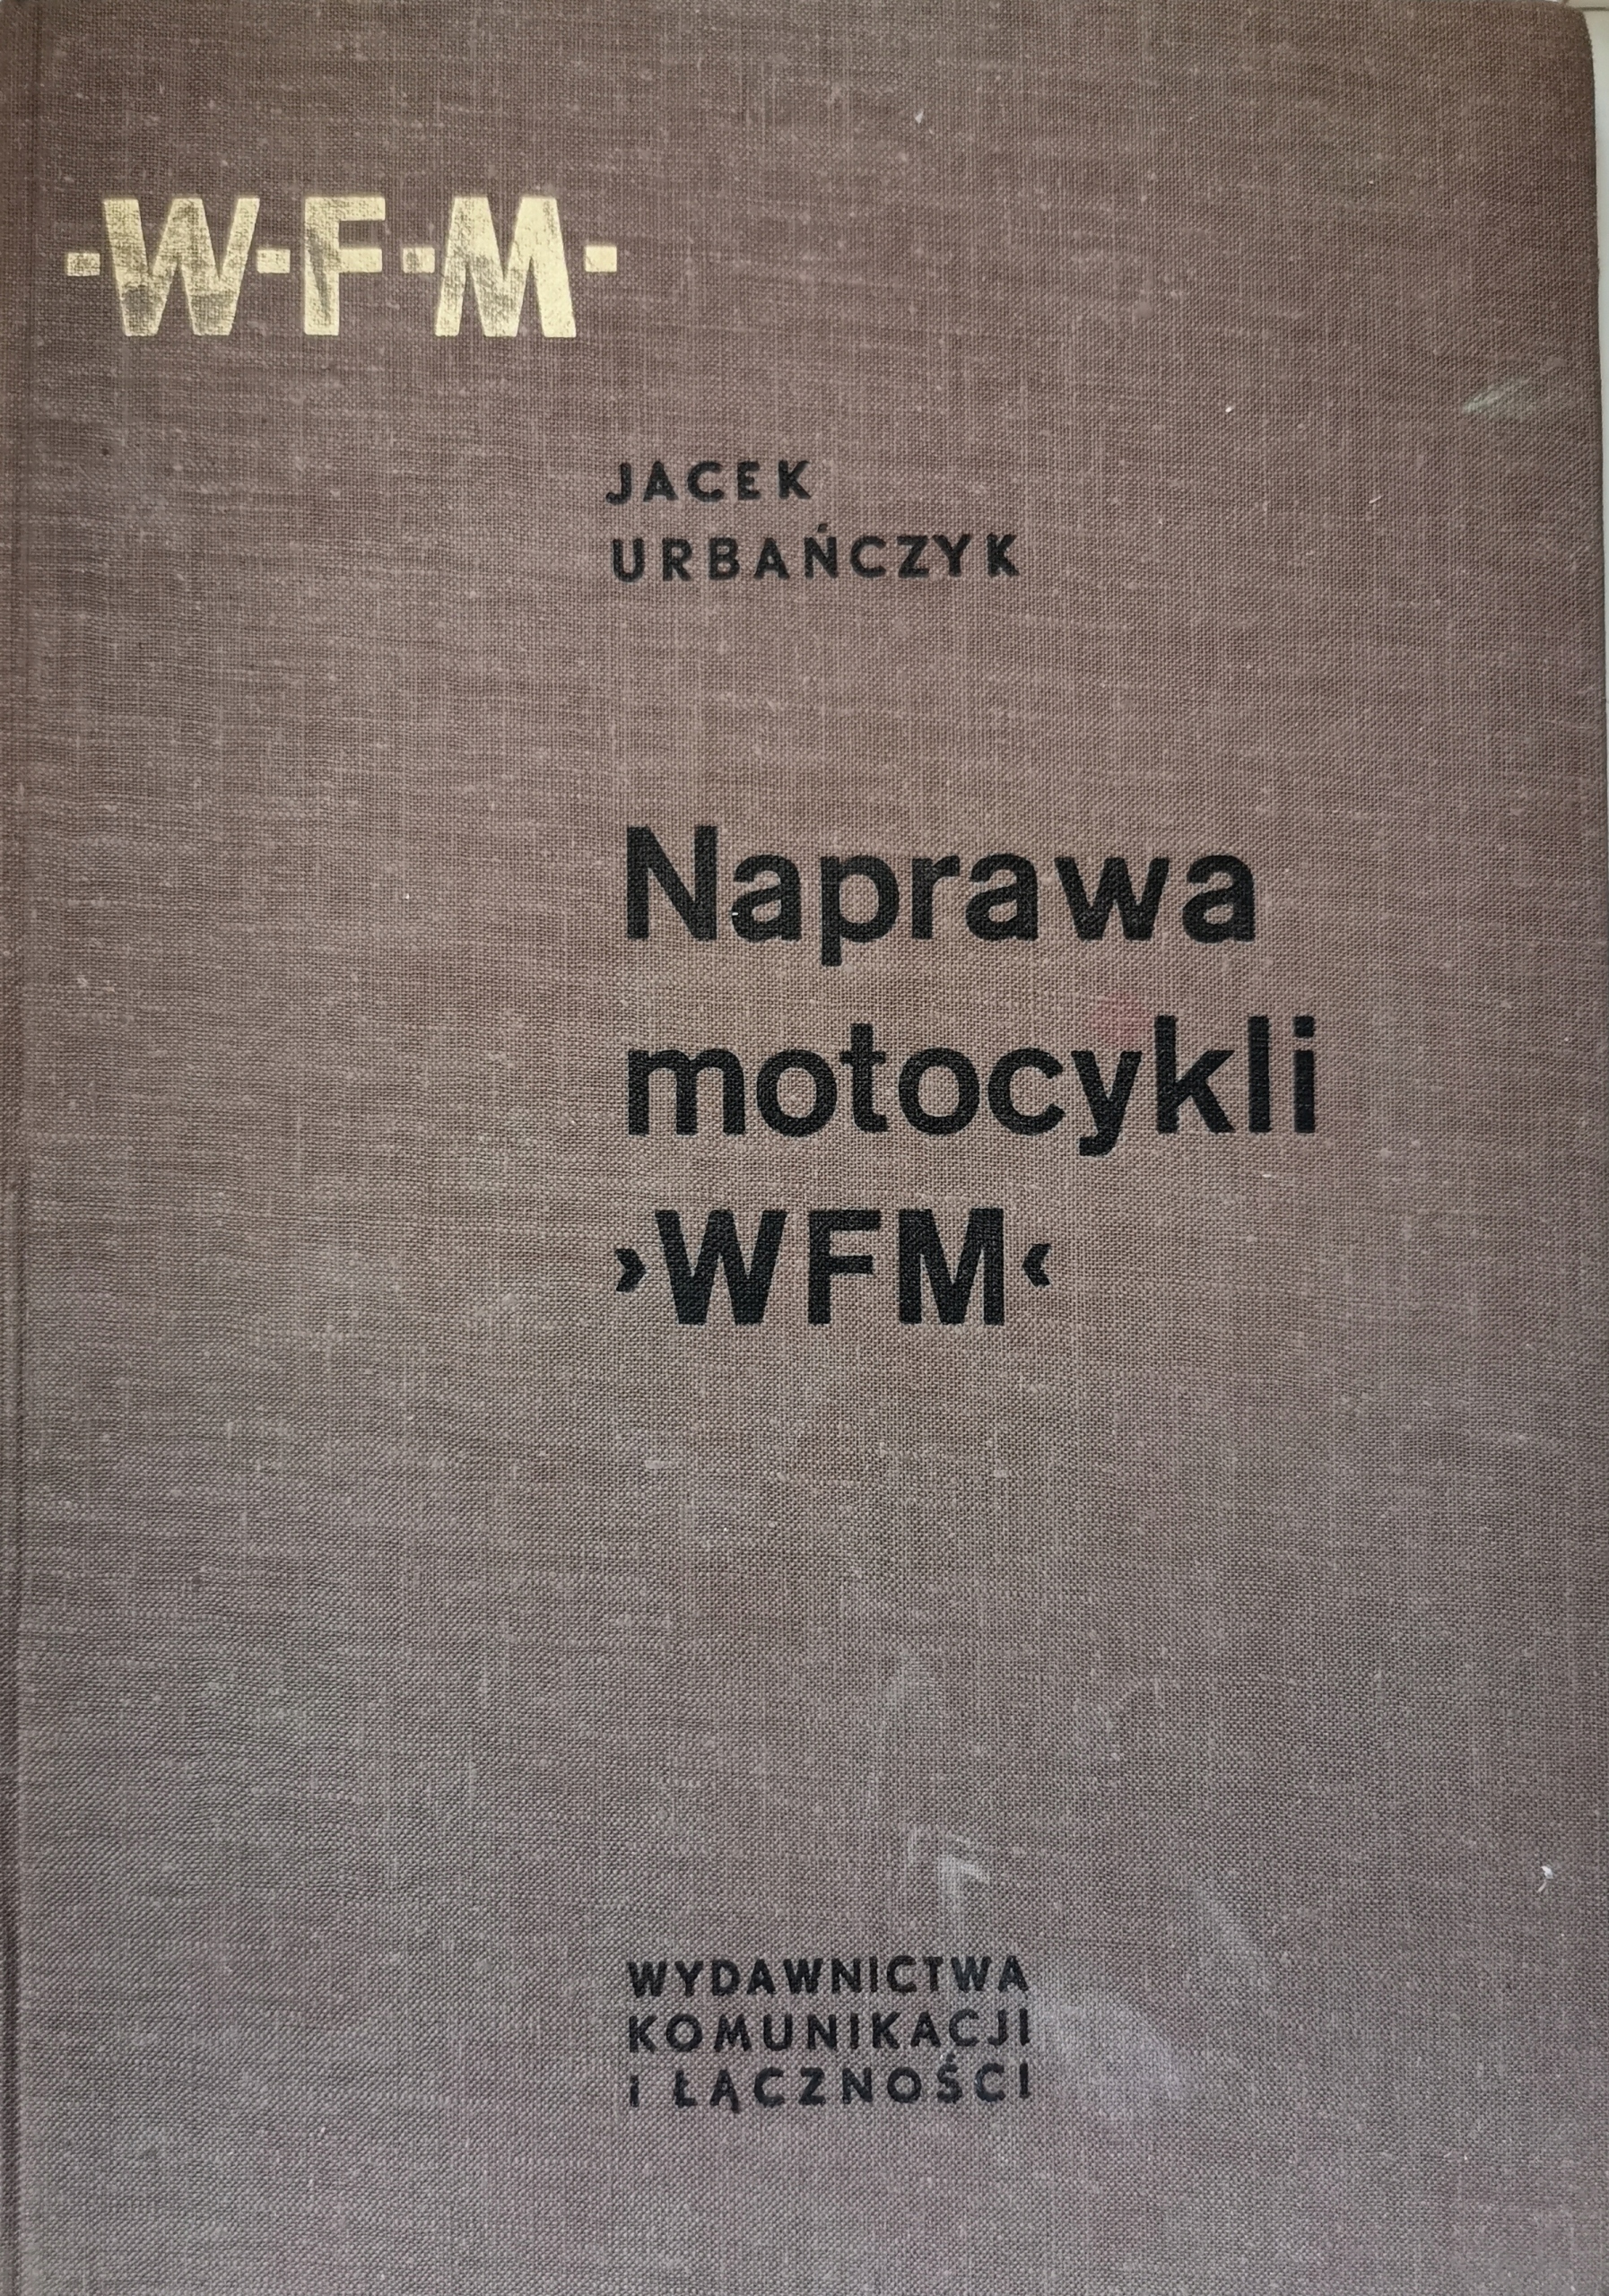 ·W·F·M·
JACEK
URBAŃCZYK
Naprawa
motocykli
›WFM‹
WYDAWNICTWA
KOMUNIKACJI
i ŁĄCZNOŚCI